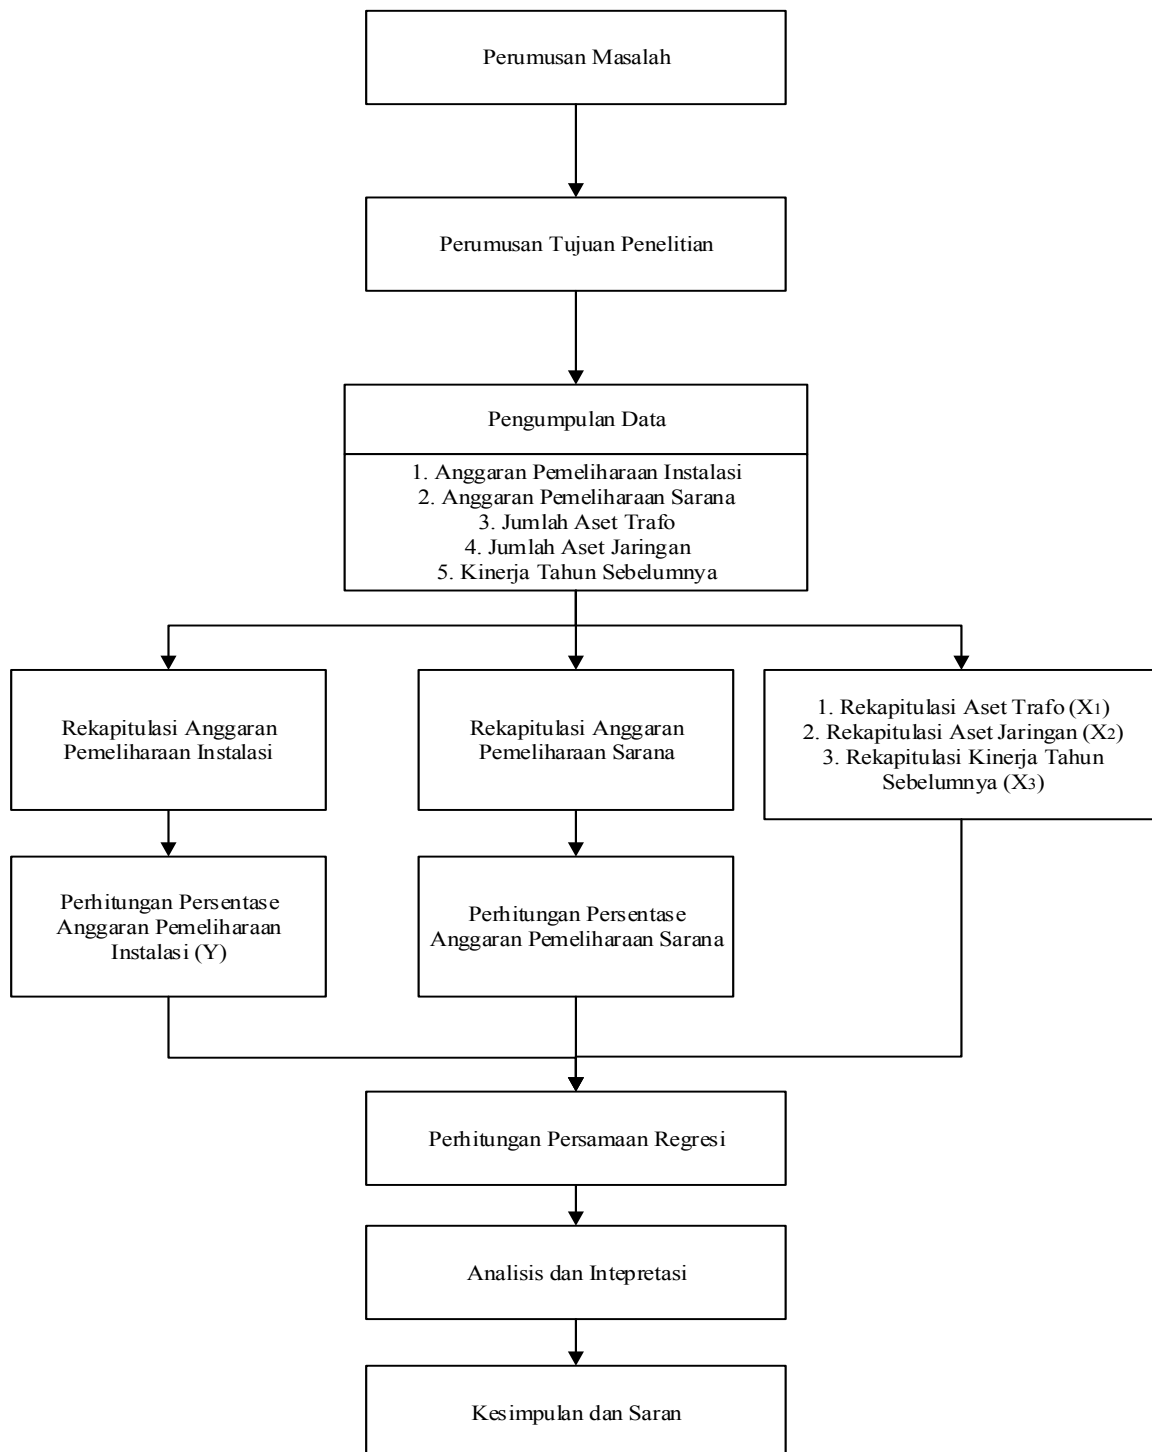 Perumusan Masalah
Perumusan Tujuan Penelitian
Pengumpulan Data
1. Anggaran Pemeliharaan Instalasi
2. Anggaran Pemeliharaan Sarana
3. Jumlah Aset Trafo
4. Jumlah Aset Jaringan
5. Kinerja Tahun Sebelumnya
Rekapitulasi Anggaran
Pemeliharaan Instalasi
Rekapitulasi Anggaran
Pemeliharaan Sarana
1. Rekapitulasi Aset Trafo (X1)
2. Rekapitulasi Aset Jaringan (X2)
3. Rekapitulasi Kinerja Tahun
Sebelumnya (X3)
Perhitungan Persentase
Anggaran Pemeliharaan
Instalasi (Y)
Perhitungan Persentase
Anggaran Pemeliharaan Sarana
Perhitungan Persamaan Regresi
Analisis dan Intepretasi
Kesimpulan dan Saran